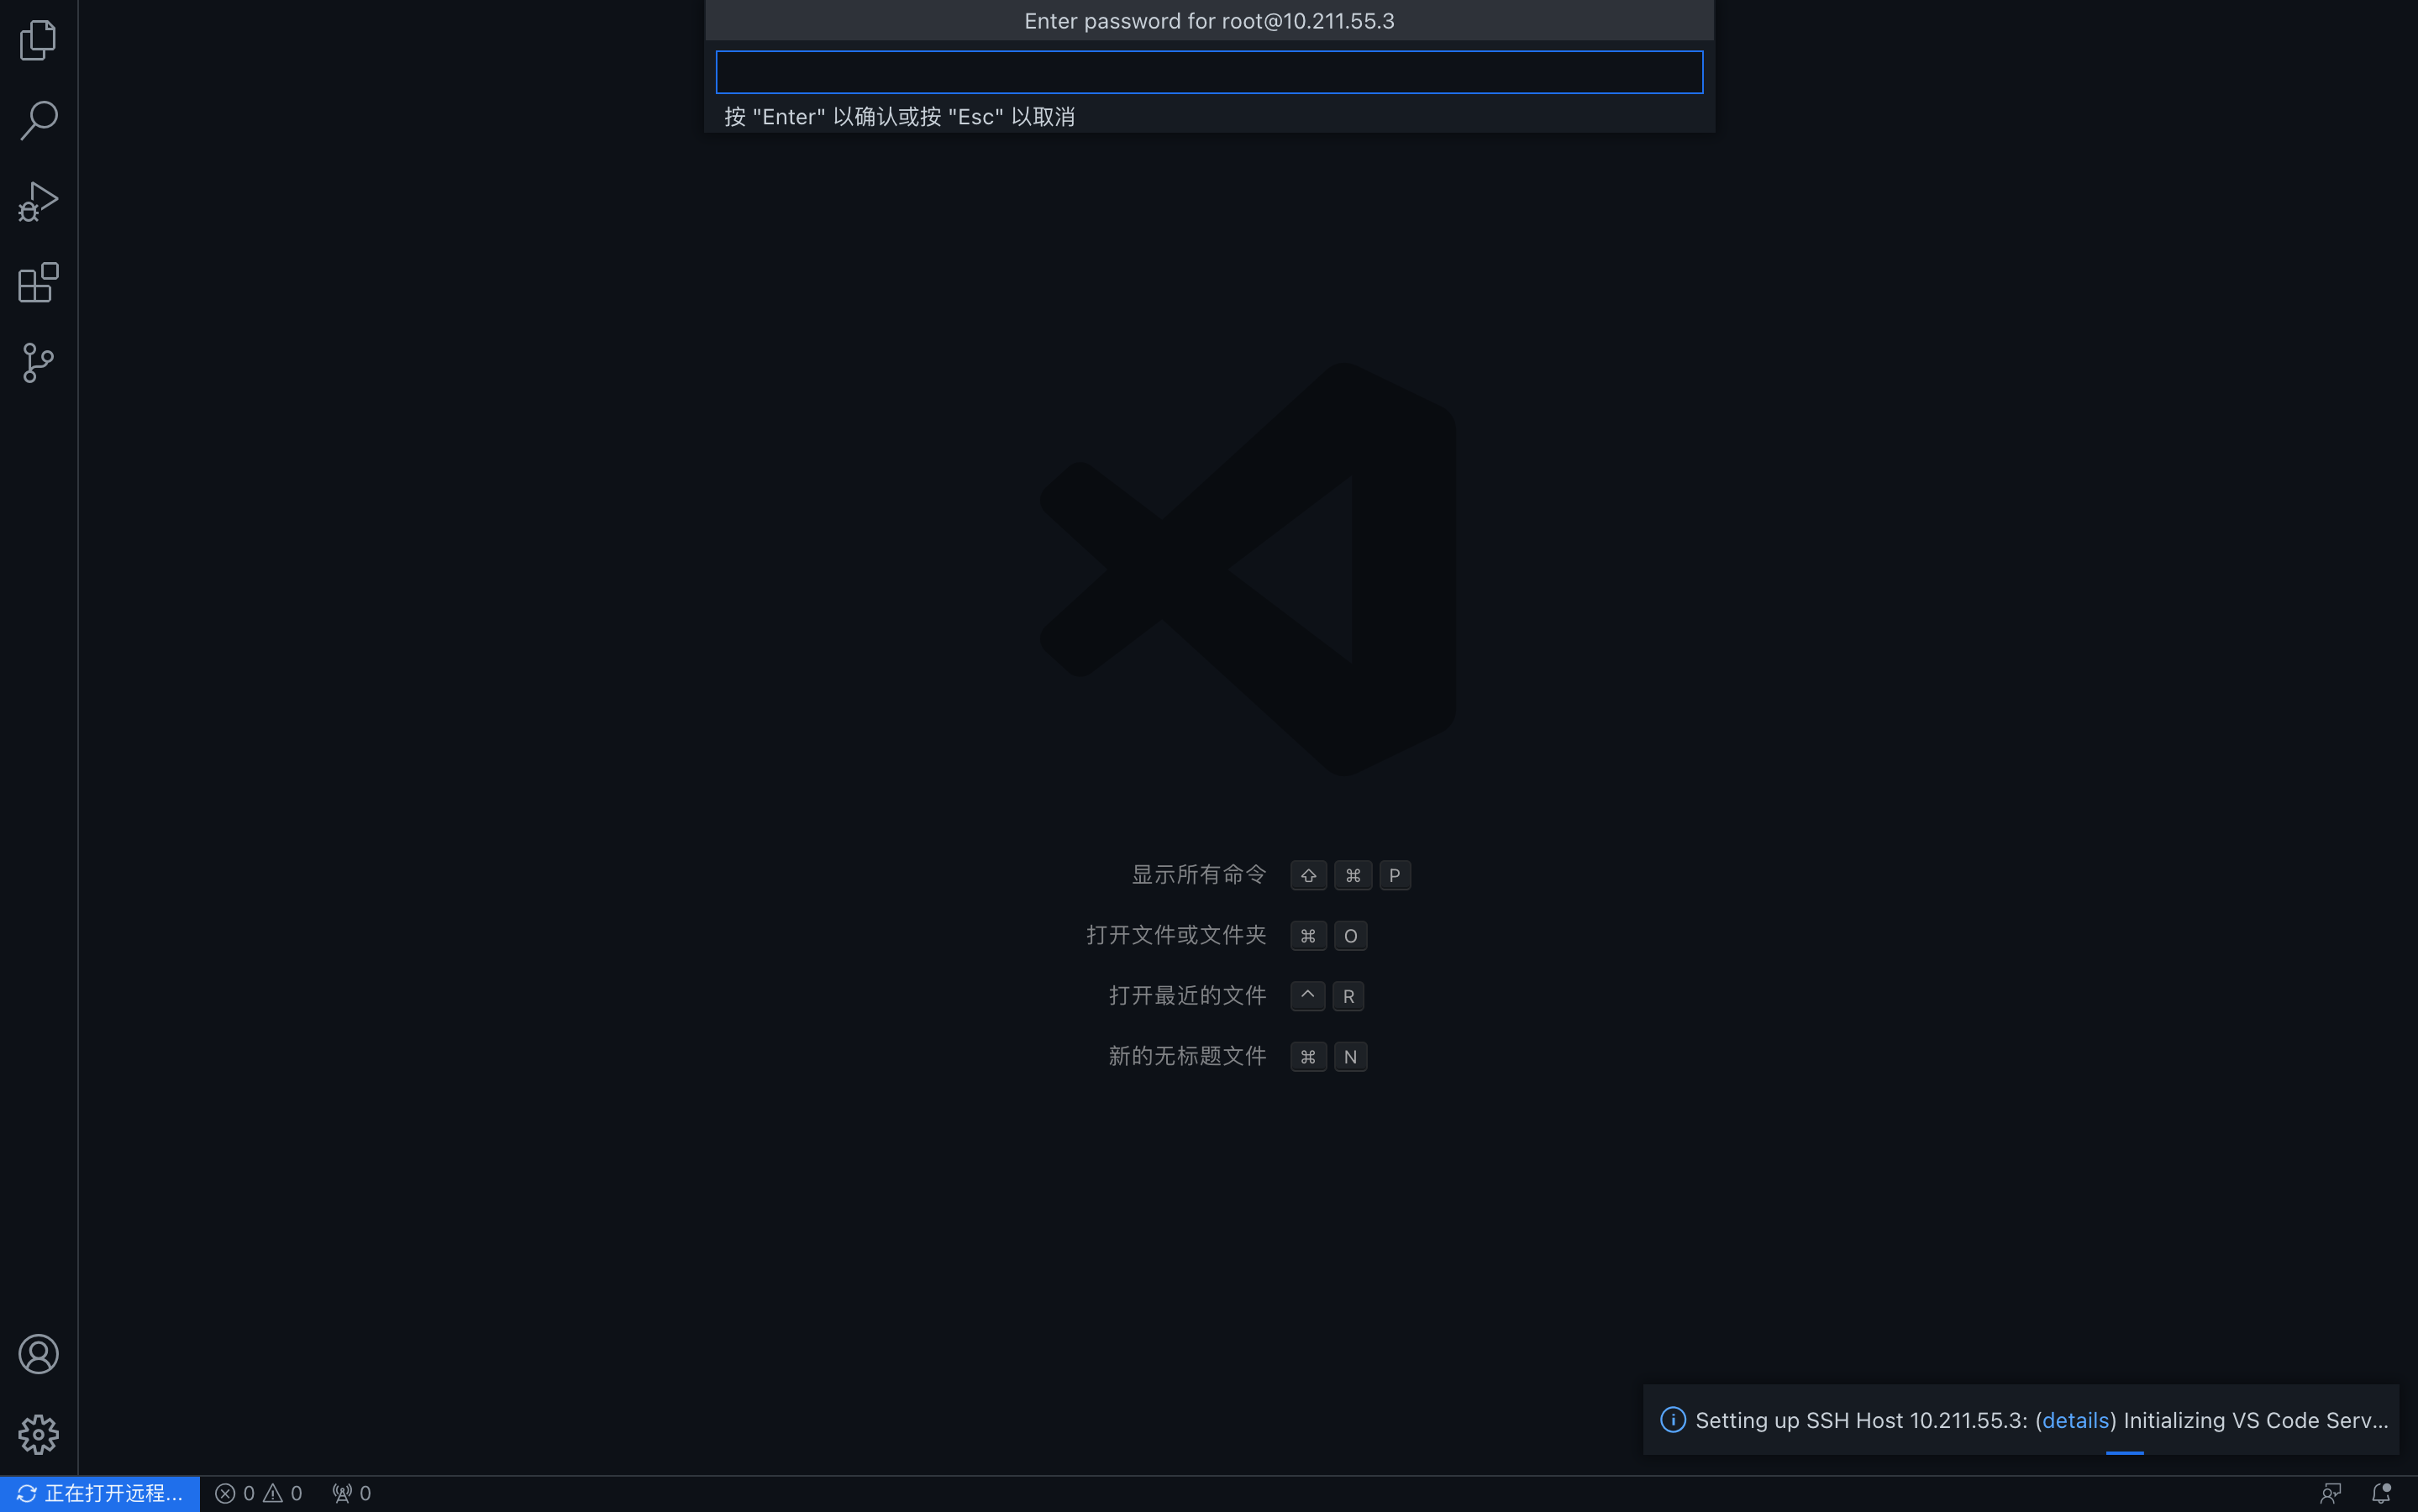 Enter password for root@10.211.55.3
按 "Enter" 以确认或按 "Esc" 以取消
显示所有命令 ⇧ ⌘ P
打开文件或文件夹 ⌘ O
打开最近的文件 ^ R
新的无标题文件 ⌘ N
Setting up SSH Host 10.211.55.3: (details) Initializing VS Code Serv...
正在打开远程... 0 0 0